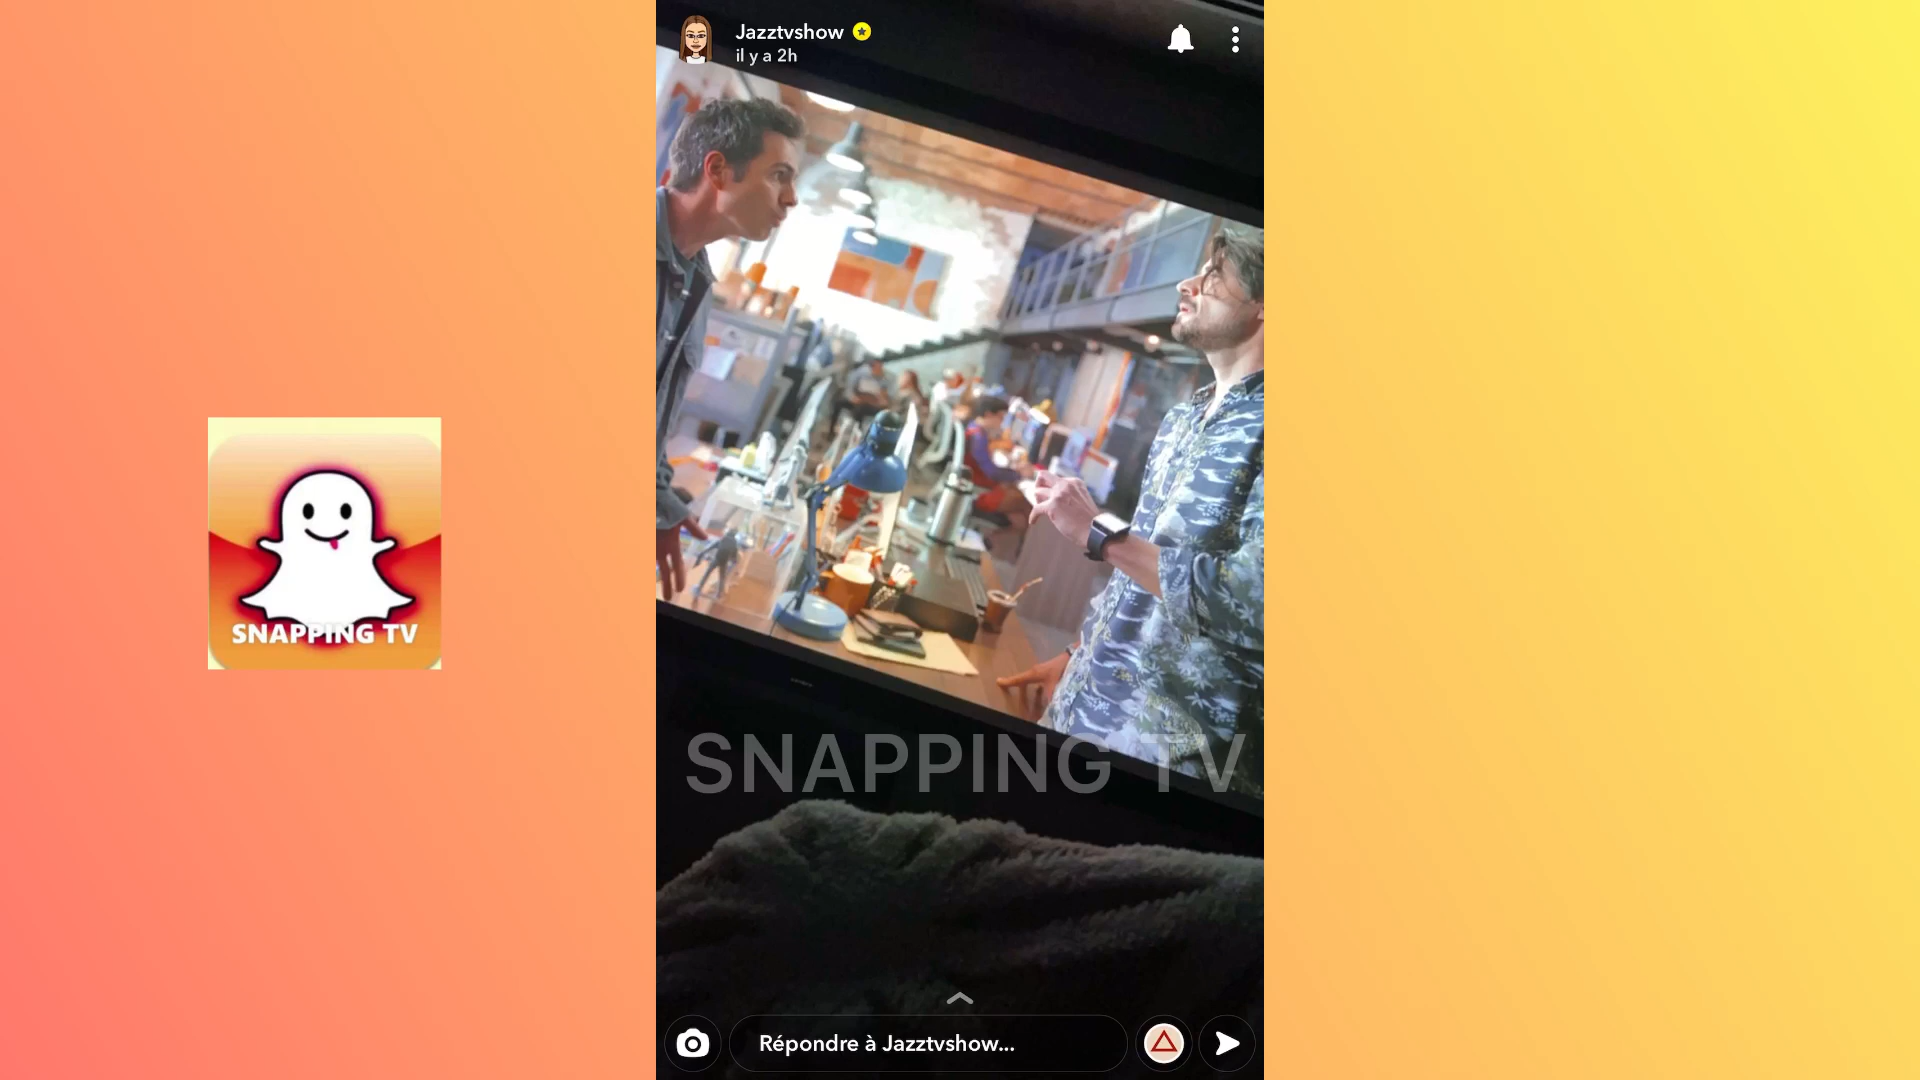 Jazztvshow
il y a 2h
SNAPPING TV
SNAPPING TV
Répondre à Jazztvshow...